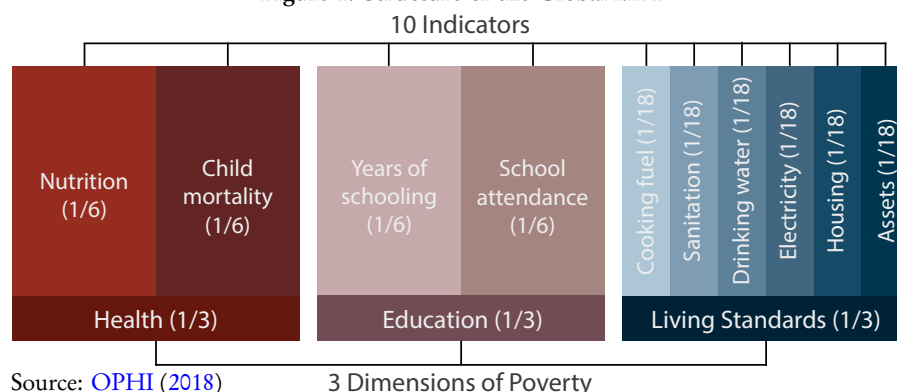 10 Indicators
Nutrition
(1/6)
Child
mortality
(1/6)
Years of
schooling
(1/6)
School
attendance
(1/6)
Cooking fuel (1/18)
Sanitation (1/18)
Drinking water (1/18)
Electricity (1/18)
Housing (1/18)
Assets (1/18)
Health (1/3)
Education (1/3)
Living Standards (1/3)
3 Dimensions of Poverty
Source: OPHI (2018)